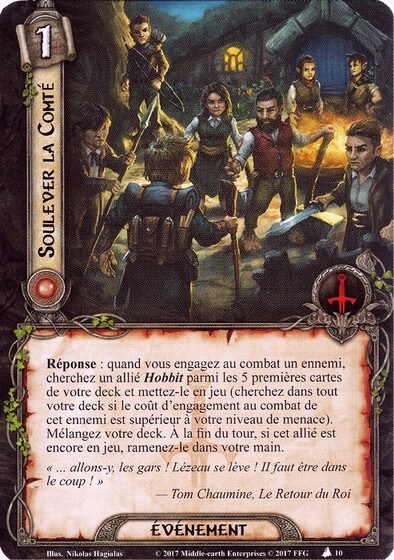 1
SOULEVER LA COMTÉ
Réponse : quand vous engagez au combat un ennemi,
cherchez un allié Hobbit parmi les 5 premières cartes
de votre deck et mettez-le en jeu (cherchez dans tout
votre deck si le coût d'engagement au combat de
cet ennemi est supérieur à votre niveau de menace).
Mélangez votre deck. À la fin du tour, si cet allié est
encore en jeu, ramenez-le dans votre main.
« ... allons-y, les gars ! Lézeau se lève ! Il faut être dans
le coup ! »
— Tom Chaumine, Le Retour du Roi
ÉVÉNEMENT
Illus. Nikolas Hagialas © 2017 Middle-earth Enterprises © 2017 FFG 10